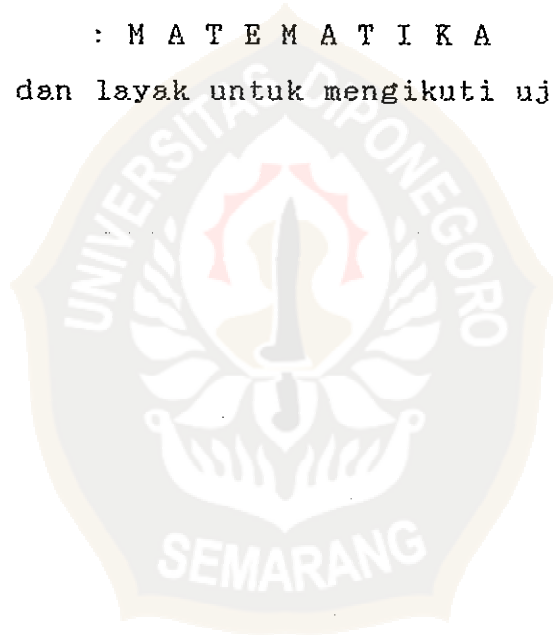 : M A T E M A T I K A
dan layak untuk mengikuti uj
UNIVERSITAS DIPONEGORO
SEMARANG